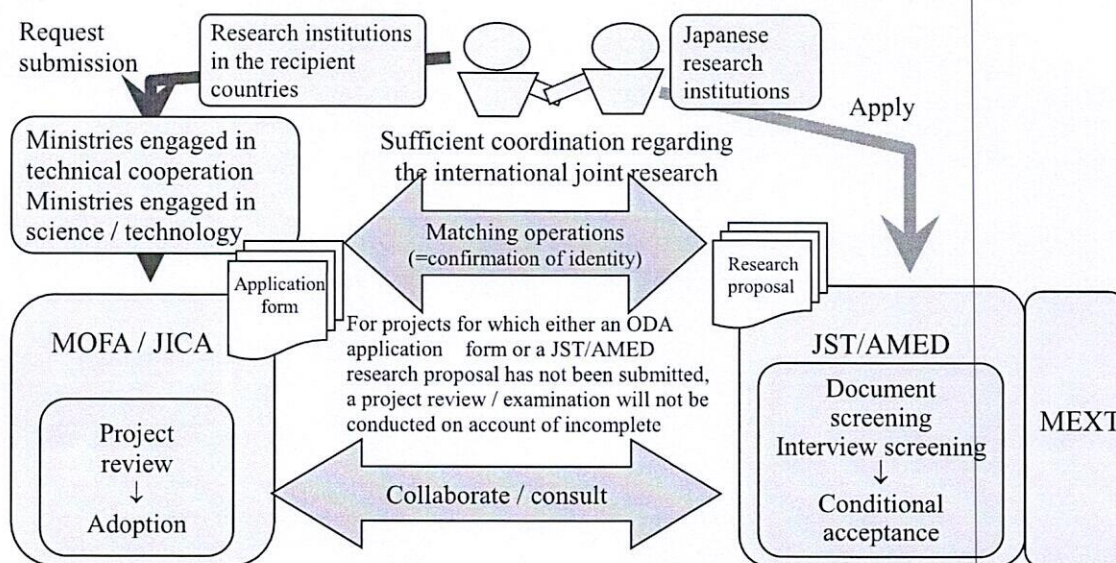 Request
submission
Research institutions
in the recipient
countries
Japanese
research
institutions
Apply
Ministries engaged in
technical cooperation
Ministries engaged in
science / technology
Sufficient coordination regarding
the international joint research
Matching operations
(=confirmation of identity)
Application
form
Research
proposal
MOFA / JICA
For projects for which either an ODA
application form or a JST/AMED
research proposal has not been submitted,
a project review / examination will not be
conducted on account of incomplete
JST/AMED
MEXT
Project
review
↓
Adoption
Document
screening
Interview screening
↓
Conditional
acceptance
Collaborate / consult